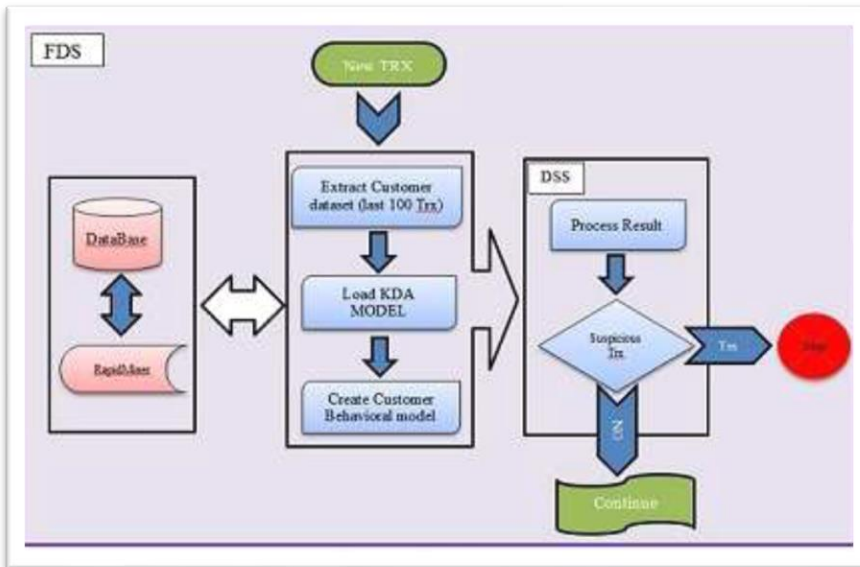 FDS
New TRX
DataBase
RapidMiner
Extract Customer
dataset (last 100 Trx)
Load KDA
MODEL
Create Customer
Behavioral model
DSS
Process Result
Suspicious
Trx
Yes
NO
Continue